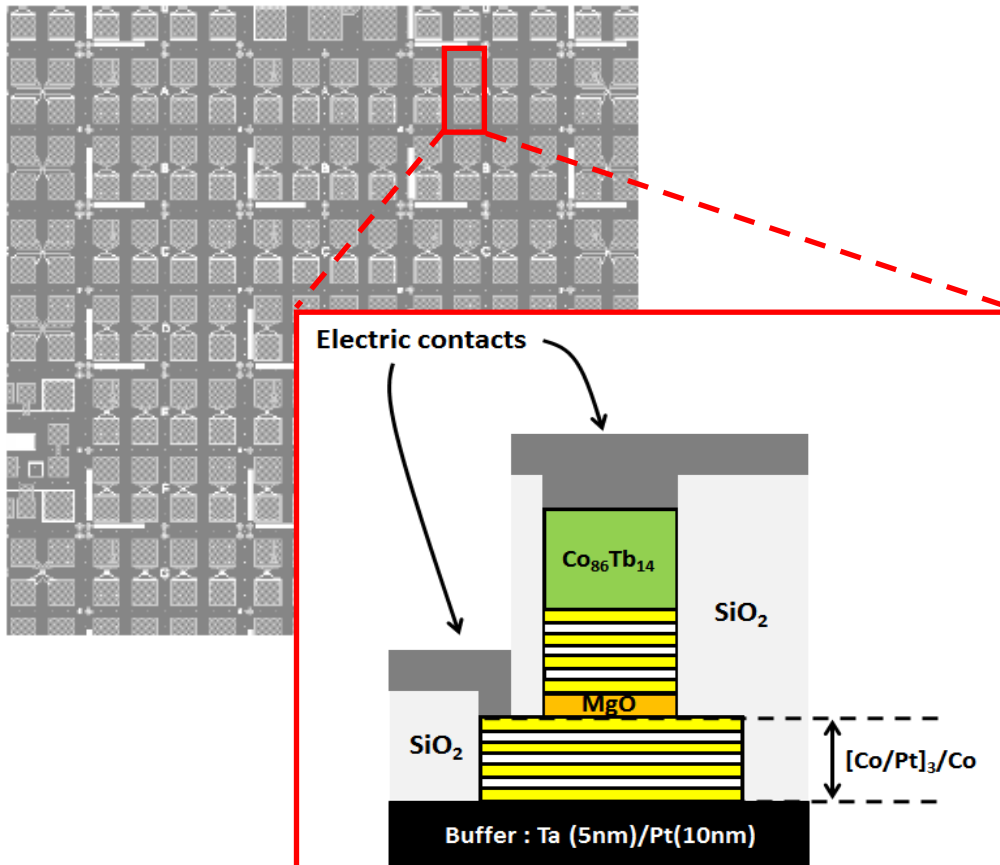 A
A
A
B
B
B
C
C
C
D
E
F
G
Electric contacts
Co₈₆Tb₁₄
SiO₂
MgO
SiO₂
[Co/Pt]₃/Co
Buffer : Ta (5nm)/Pt(10nm)